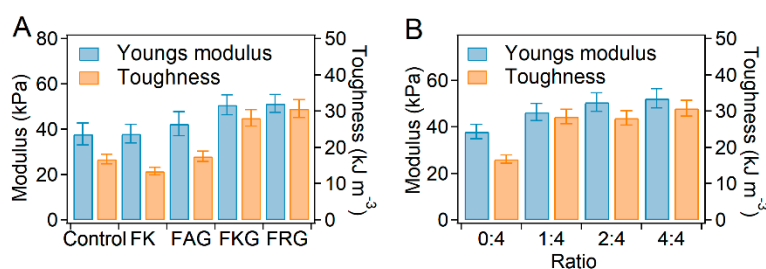 A
Youngs modulus
Toughness
Modulus (kPa)
80
60
40
20
0
Toughness (kJ m⁻³)
50
40
30
20
10
0
Control FK FAG FKG FRG
B
Youngs modulus
Toughness
Modulus (kPa)
60
40
20
0
Toughness (kJ m⁻³)
50
40
30
20
10
0
0:4 1:4 2:4 4:4
Ratio